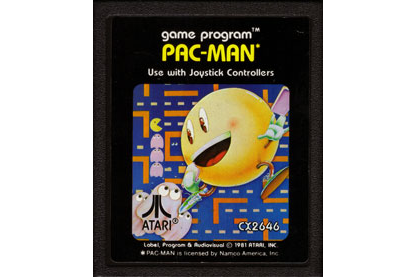 game program™
PAC-MAN*
Use with Joystick Controllers
ATARI®
CX2646
Label, Program & Audiovisual © 1981 ATARI, INC
* PAC-MAN is licensed by Namco America, Inc.